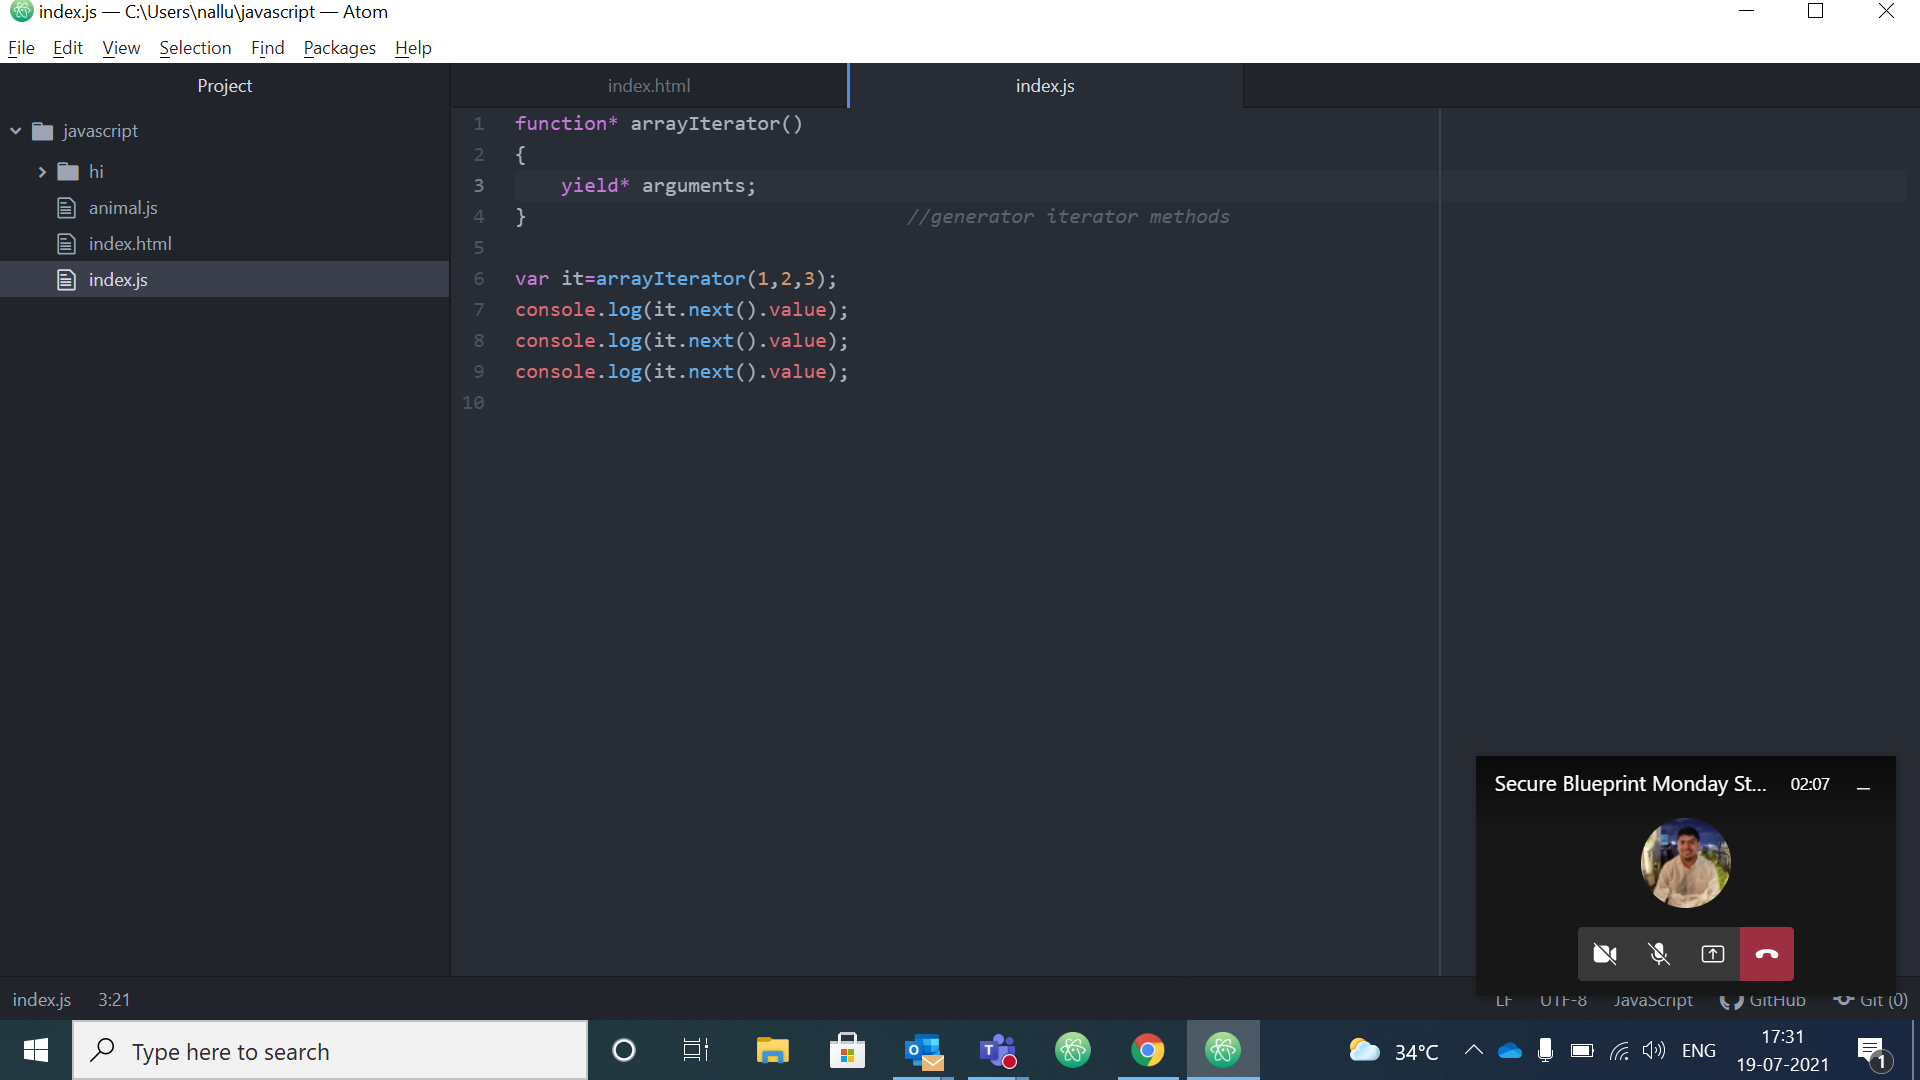 index.js — C:\Users\nallu\javascript — Atom
File Edit View Selection Find Packages Help
Project
javascript
hi
animal.js
index.html
index.js
index.html index.js
1 function* arrayIterator()
2 {
3 yield* arguments;
4 } //generator iterator methods
5
6 var it=arrayIterator(1,2,3);
7 console.log(it.next().value);
8 console.log(it.next().value);
9 console.log(it.next().value);
10
Secure Blueprint Monday St... 02:07
index.js 3:21 LF UTF-8 JavaScript GitHub Git (0)
Type here to search
34°C ENG
17:31
19-07-2021
1